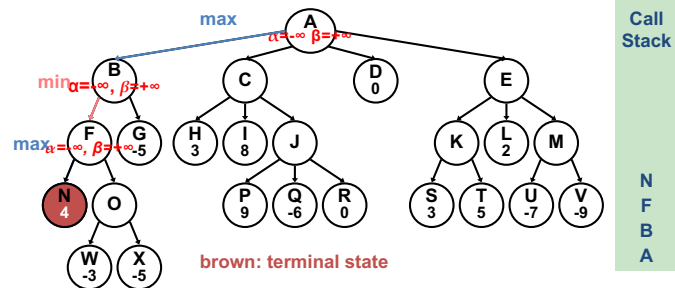 max
A
α=-∞ β=+∞
Call
Stack
B
min
α=-∞, β=+∞
C
D
0
E
F
max
α=-∞, β=+∞
G
-5
H
3
I
8
J
K
L
2
M
N
4
O
P
9
Q
-6
R
0
S
3
T
5
U
-7
V
-9
N
F
B
A
W
-3
X
-5
brown: terminal state